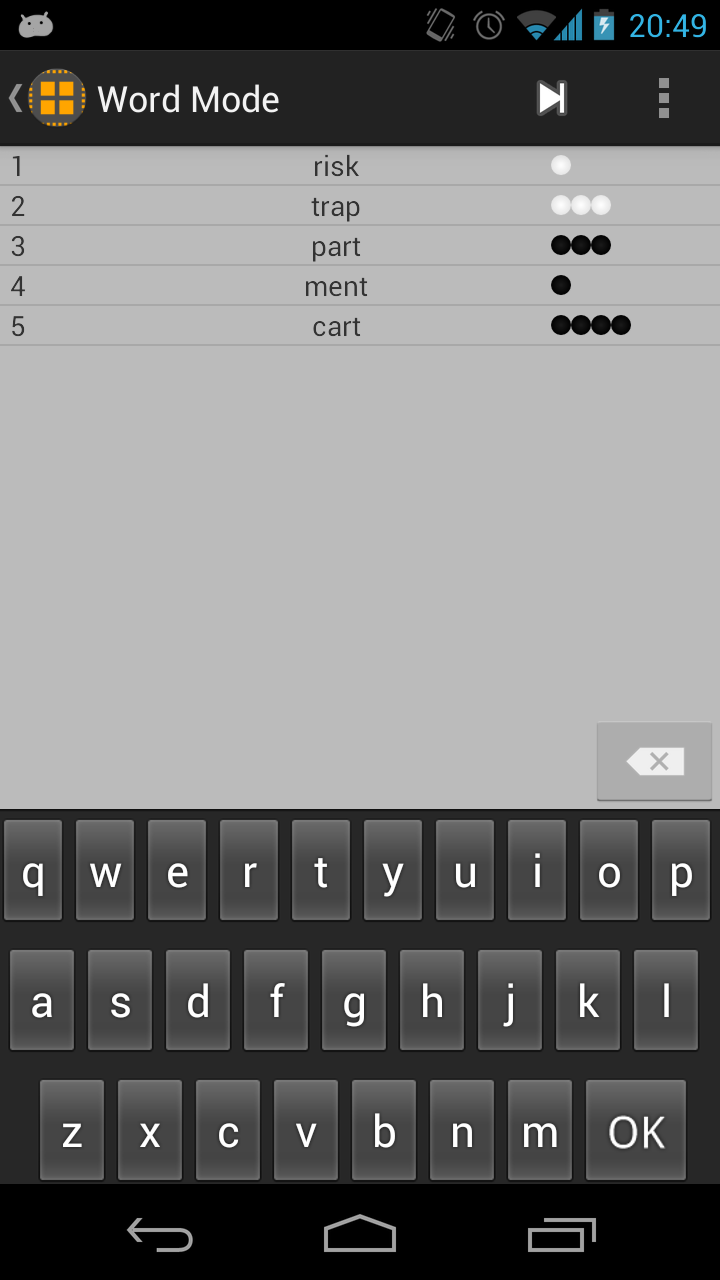 20:49
Word Mode
1 risk
2 trap
3 part
4 ment
5 cart
q w e r t y u i o p
a s d f g h j k l
z x c v b n m OK